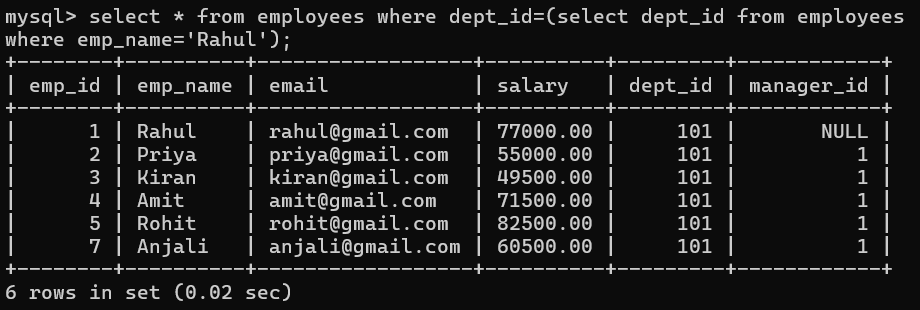 mysql> select * from employees where dept_id=(select dept_id from employees
where emp_name='Rahul');
+--------+----------+------------------+----------+---------+------------+
| emp_id | emp_name | email            | salary   | dept_id | manager_id |
+--------+----------+------------------+----------+---------+------------+
|      1 | Rahul    | rahul@gmail.com  | 77000.00 |     101 |       NULL |
|      2 | Priya    | priya@gmail.com  | 55000.00 |     101 |          1 |
|      3 | Kiran    | kiran@gmail.com  | 49500.00 |     101 |          1 |
|      4 | Amit     | amit@gmail.com   | 71500.00 |     101 |          1 |
|      5 | Rohit    | rohit@gmail.com  | 82500.00 |     101 |          1 |
|      7 | Anjali   | anjali@gmail.com | 60500.00 |     101 |          1 |
+--------+----------+------------------+----------+---------+------------+
6 rows in set (0.02 sec)